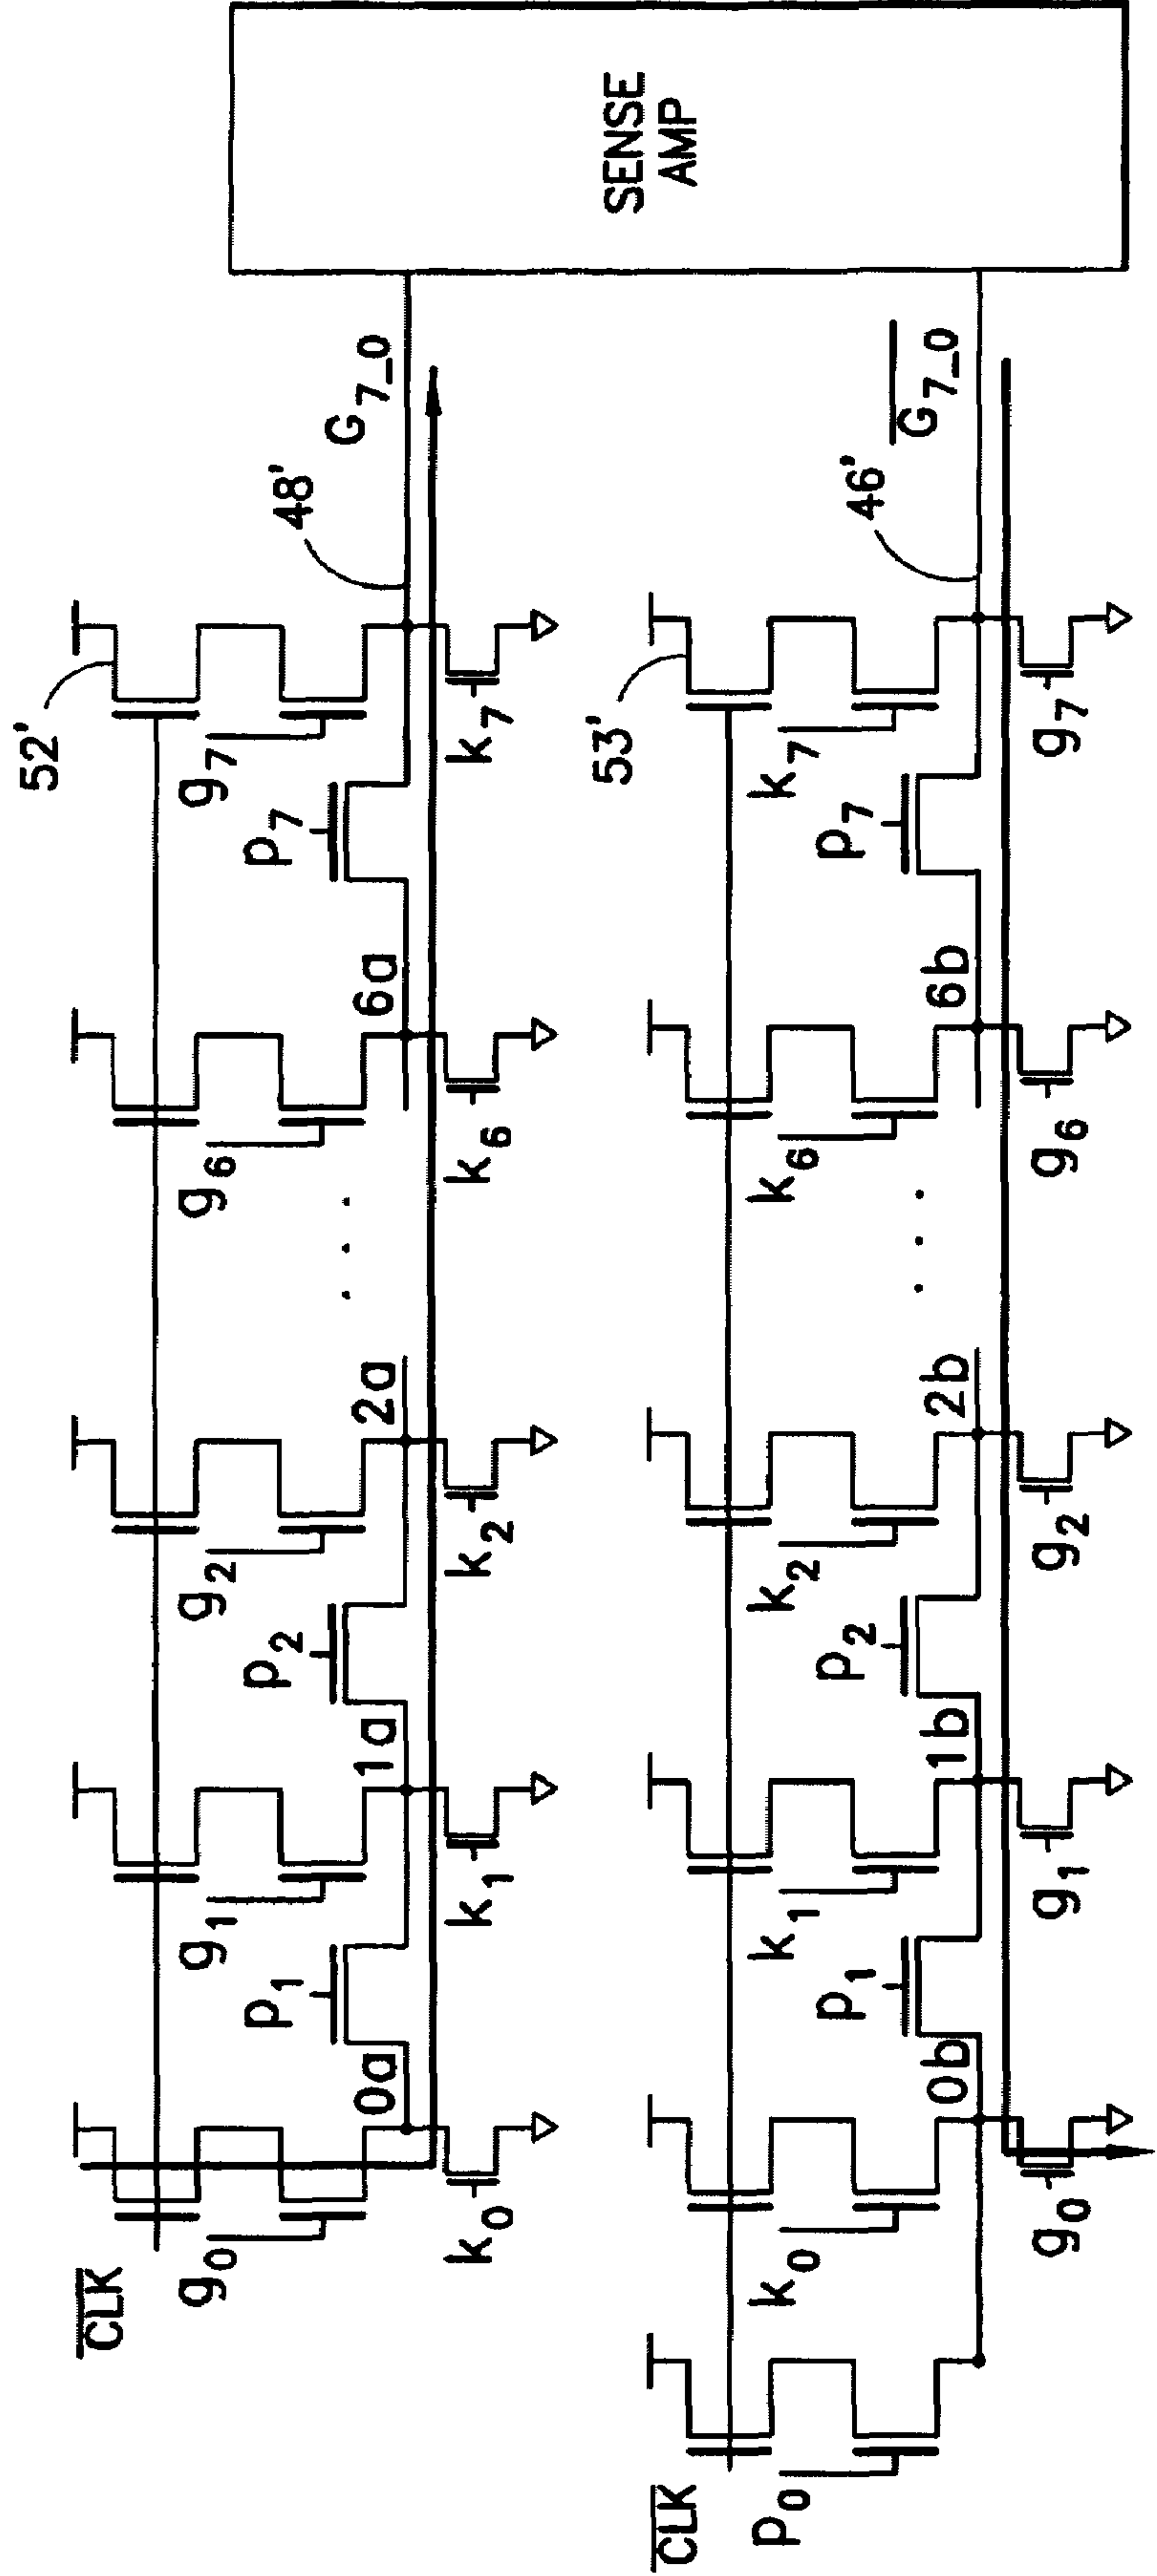 52'
CLK
g0
g1
g2
g6
g7
p1
p2
p7
0a
1a
2a
6a
48'
G7_0
k0
k1
k2
k6
k7
SENSE
AMP
53'
CLK
p0
k0
k1
k2
k6
k7
p1
p2
p7
0b
1b
2b
6b
46'
G7_0
g0
g1
g2
g6
g7